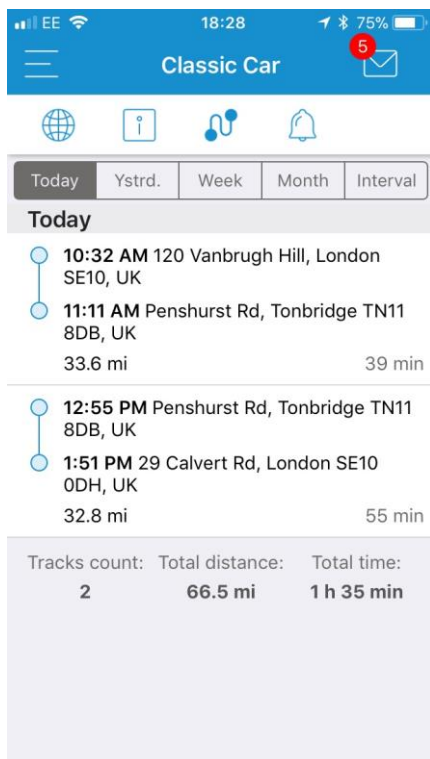 EE 18:28 75%
Classic Car
5
i
Today Ystrd. Week Month Interval
Today
10:32 AM 120 Vanbrugh Hill, London
SE10, UK
11:11 AM Penshurst Rd, Tonbridge TN11
8DB, UK
33.6 mi 39 min
12:55 PM Penshurst Rd, Tonbridge TN11
8DB, UK
1:51 PM 29 Calvert Rd, London SE10
0DH, UK
32.8 mi 55 min
Tracks count: Total distance: Total time:
2 66.5 mi 1 h 35 min